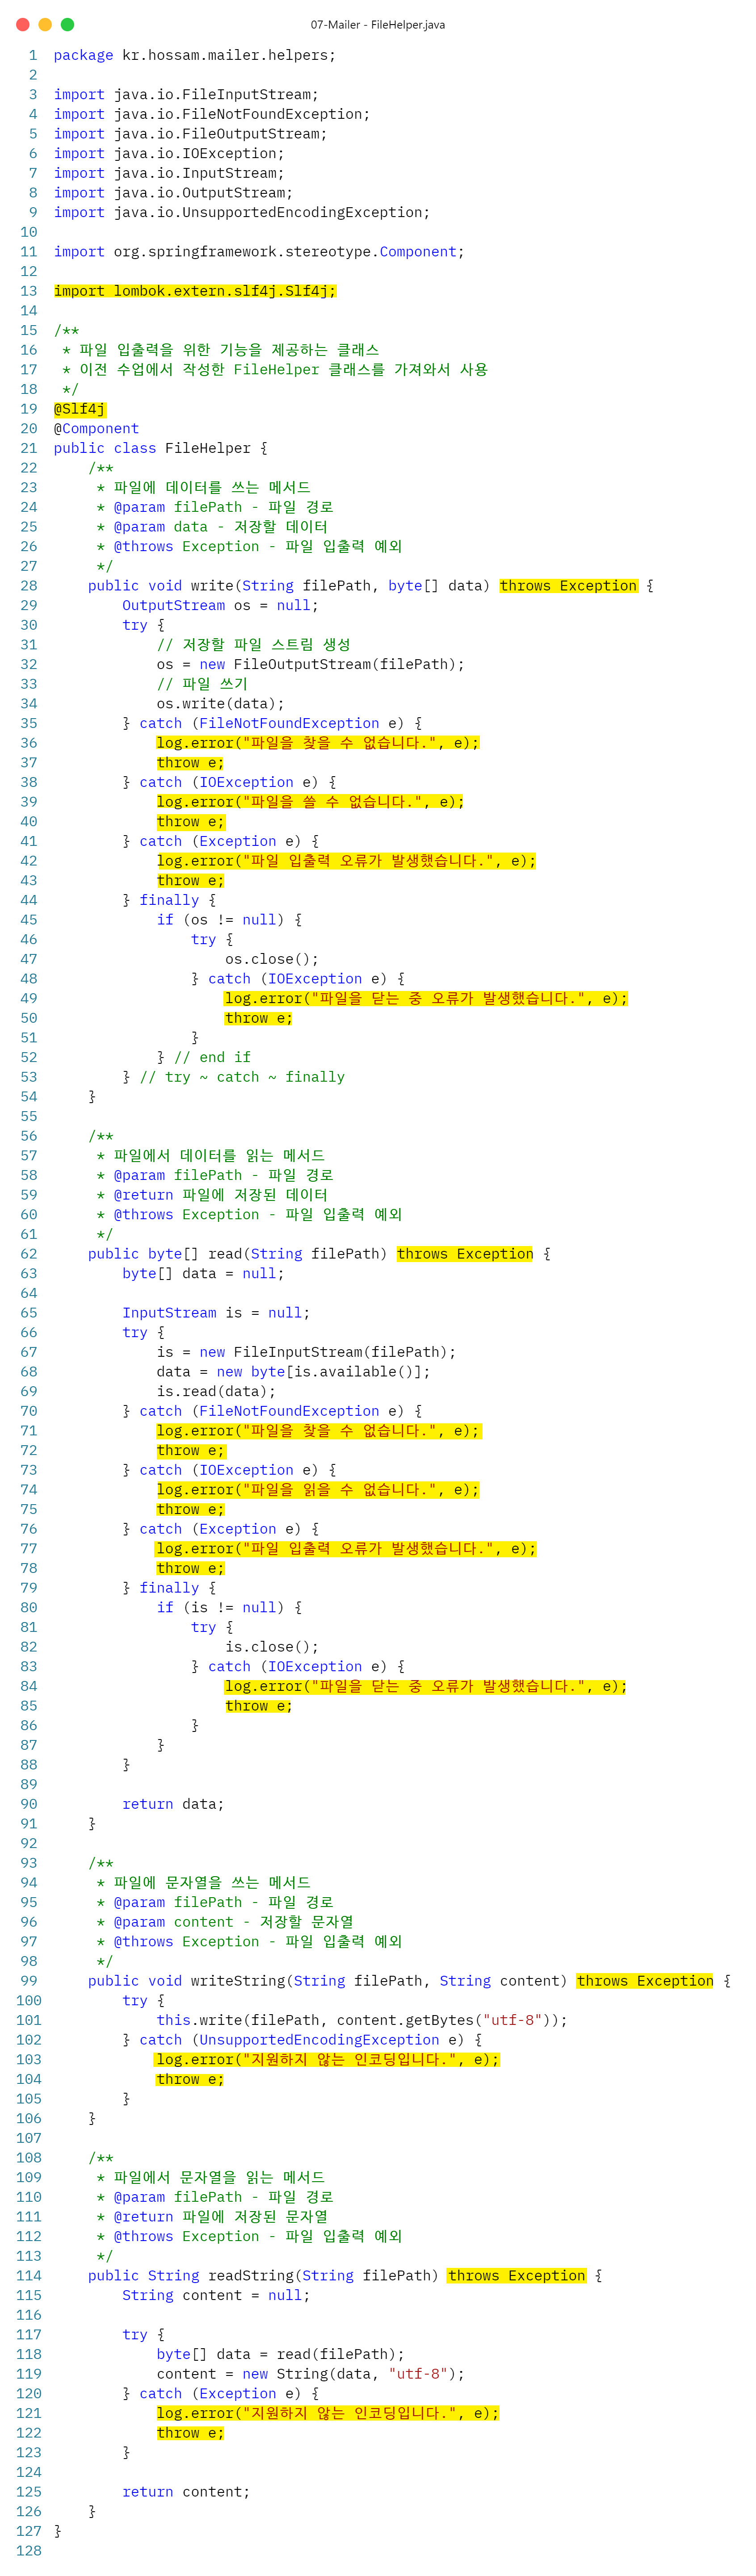 07-Mailer - FileHelper.java
1 package kr.hossam.mailer.helpers;
2
3 import java.io.FileInputStream;
4 import java.io.FileNotFoundException;
5 import java.io.FileOutputStream;
6 import java.io.IOException;
7 import java.io.InputStream;
8 import java.io.OutputStream;
9 import java.io.UnsupportedEncodingException;
10
11 import org.springframework.stereotype.Component;
12
13 import lombok.extern.slf4j.Slf4j;
14
15 /**
16  * 파일 입출력을 위한 기능을 제공하는 클래스
17  * 이전 수업에서 작성한 FileHelper 클래스를 가져와서 사용
18  */
19 @Slf4j
20 @Component
21 public class FileHelper {
22     /**
23      * 파일에 데이터를 쓰는 메서드
24      * @param filePath - 파일 경로
25      * @param data - 저장할 데이터
26      * @throws Exception - 파일 입출력 예외
27      */
28     public void write(String filePath, byte[] data) throws Exception {
29         OutputStream os = null;
30         try {
31             // 저장할 파일 스트림 생성
32             os = new FileOutputStream(filePath);
33             // 파일 쓰기
34             os.write(data);
35         } catch (FileNotFoundException e) {
36             log.error("파일을 찾을 수 없습니다.", e);
37             throw e;
38         } catch (IOException e) {
39             log.error("파일을 쓸 수 없습니다.", e);
40             throw e;
41         } catch (Exception e) {
42             log.error("파일 입출력 오류가 발생했습니다.", e);
43             throw e;
44         } finally {
45             if (os != null) {
46                 try {
47                     os.close();
48                 } catch (IOException e) {
49                     log.error("파일을 닫는 중 오류가 발생했습니다.", e);
50                     throw e;
51                 }
52             } // end if
53         } // try ~ catch ~ finally
54     }
55
56     /**
57      * 파일에서 데이터를 읽는 메서드
58      * @param filePath - 파일 경로
59      * @return 파일에 저장된 데이터
60      * @throws Exception - 파일 입출력 예외
61      */
62     public byte[] read(String filePath) throws Exception {
63         byte[] data = null;
64
65         InputStream is = null;
66         try {
67             is = new FileInputStream(filePath);
68             data = new byte[is.available()];
69             is.read(data);
70         } catch (FileNotFoundException e) {
71             log.error("파일을 찾을 수 없습니다.", e);
72             throw e;
73         } catch (IOException e) {
74             log.error("파일을 읽을 수 없습니다.", e);
75             throw e;
76         } catch (Exception e) {
77             log.error("파일 입출력 오류가 발생했습니다.", e);
78             throw e;
79         } finally {
80             if (is != null) {
81                 try {
82                     is.close();
83                 } catch (IOException e) {
84                     log.error("파일을 닫는 중 오류가 발생했습니다.", e);
85                     throw e;
86                 }
87             }
88         }
89
90         return data;
91     }
92
93     /**
94      * 파일에 문자열을 쓰는 메서드
95      * @param filePath - 파일 경로
96      * @param content - 저장할 문자열
97      * @throws Exception - 파일 입출력 예외
98      */
99     public void writeString(String filePath, String content) throws Exception {
100         try {
101             this.write(filePath, content.getBytes("utf-8"));
102         } catch (UnsupportedEncodingException e) {
103             log.error("지원하지 않는 인코딩입니다.", e);
104             throw e;
105         }
106     }
107
108     /**
109      * 파일에서 문자열을 읽는 메서드
110      * @param filePath - 파일 경로
111      * @return 파일에 저장된 문자열
112      * @throws Exception - 파일 입출력 예외
113      */
114     public String readString(String filePath) throws Exception {
115         String content = null;
116
117         try {
118             byte[] data = read(filePath);
119             content = new String(data, "utf-8");
120         } catch (Exception e) {
121             log.error("지원하지 않는 인코딩입니다.", e);
122             throw e;
123         }
124
125         return content;
126     }
127 }
128